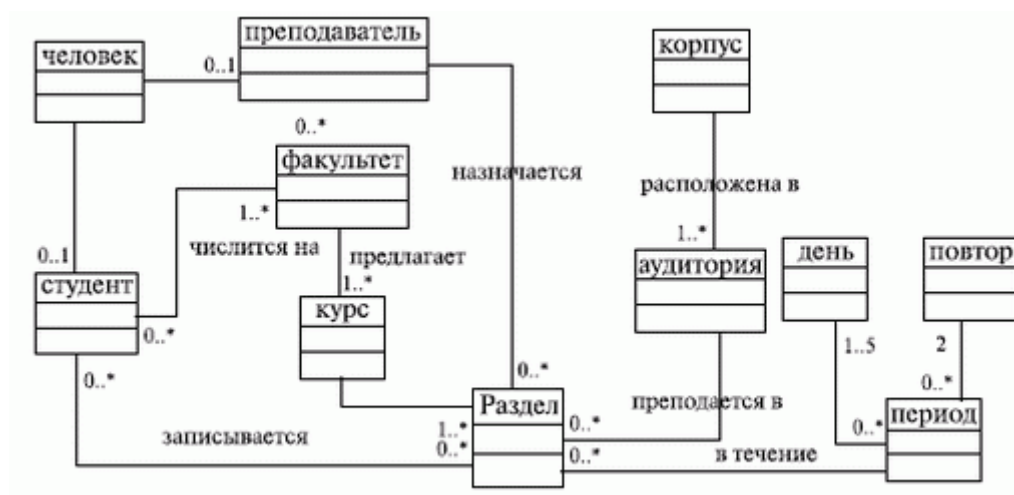 преподаватель
человек
корпус
0..1
0..*
факультет
назначается
расположена в
1..*
числится на
предлагает
1..*
день
повтор
0..1
аудитория
студент
1..*
курс
0..*
1..5
2
0..*
0..*
0..*
Раздел
0..*
преподается в
период
1..*
0..*
записывается
0..*
0..*
в течение